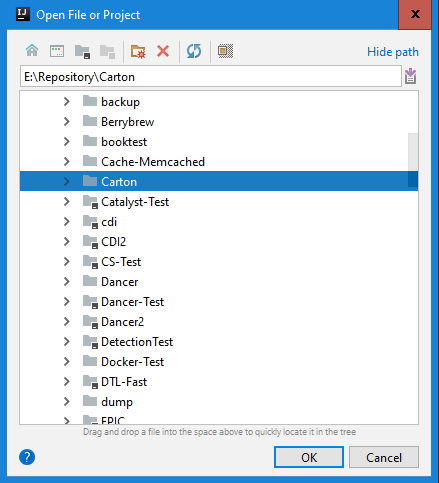 IJ
Open File or Project
Hide path
E:\Repository\Carton
backup
Berrybrew
booktest
Cache-Memcached
Carton
Catalyst-Test
cdi
CDI2
CS-Test
Dancer
Dancer-Test
Dancer2
DetectionTest
Docker-Test
DTL-Fast
dump
EPIC
Drag and drop a file into the space above to quickly locate it in the tree
?
OK
Cancel